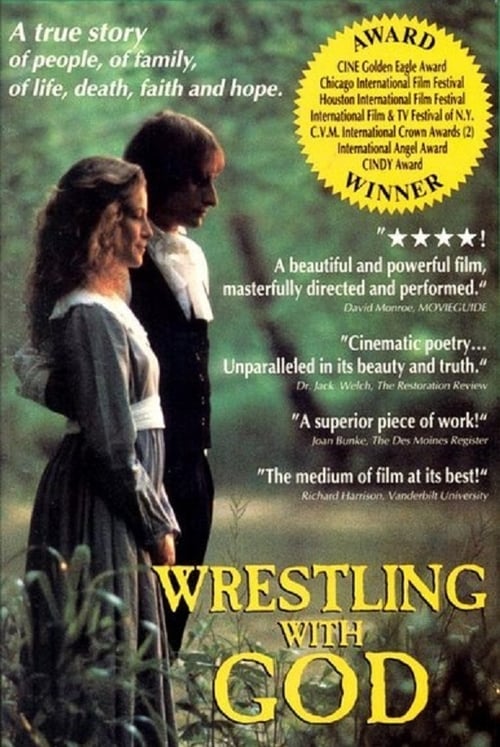 A true story
of people, of family,
of life, death, faith and hope.
AWARD
CINE Golden Eagle Award
Chicago International Film Festival
Houston International Film Festival
International Film & TV Festival of N.Y.
C.V.M. International Crown Awards (2)
International Angel Award
CINDY Award
WINNER
"★★★★!
A beautiful and powerful film,
masterfully directed and performed."
David Monroe, MOVIEGUIDE
"Cinematic poetry...
Unparalleled in its beauty and truth."
Dr. Jack Welch, The Restoration Review
"A superior piece of work!"
Joan Bunke, The Des Moines Register
"The medium of film at its best!"
Richard Harrison, Vanderbilt University
WRESTLING
WITH
GOD